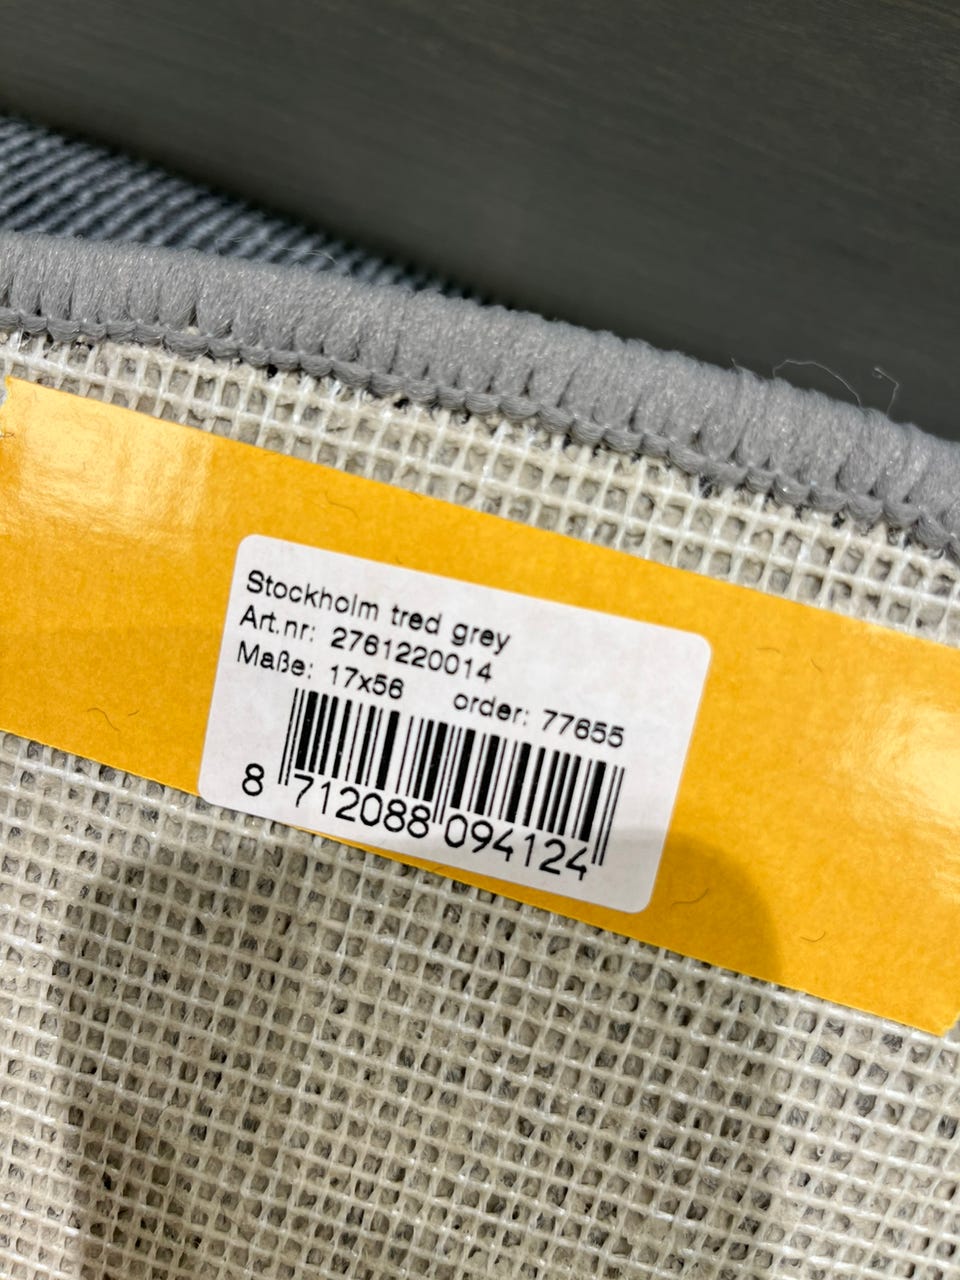 Stockholm tred grey
Art.nr: 2761220014
Maße: 17x56 order: 77655
8 712088 094124